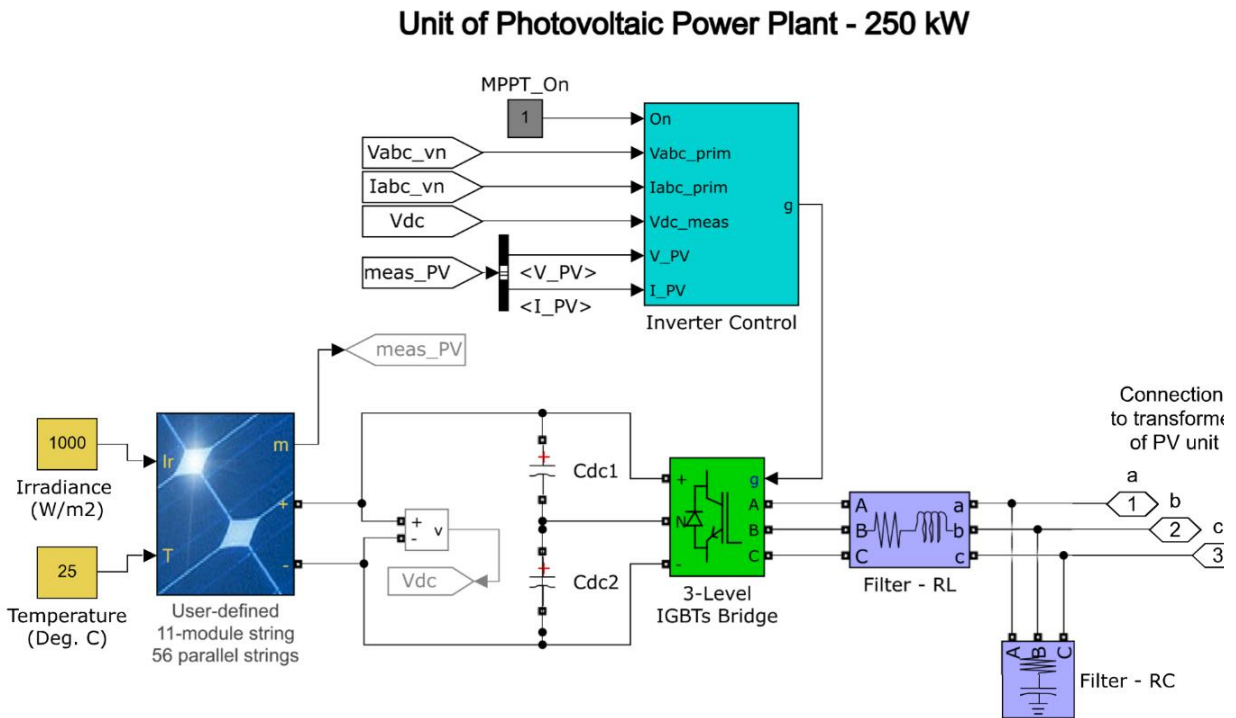 Unit of Photovoltaic Power Plant - 250 kW
MPPT_On
1
On
Vabc_vn
Vabc_prim
Iabc_vn
Iabc_prim
g
Vdc
Vdc_meas
V_PV
meas_PV
<V_PV>
I_PV
<I_PV>
Inverter Control
meas_PV
Connection
to transforme
of PV unit
1000
Ir
m
Irradiance
(W/m2)
+
Cdc1
+
g
a
A
A
a
1
b
+
-
v
N
B
B
b
2
c
25
T
-
Vdc
+
Cdc2
-
C
C
c
3
Temperature
(Deg. C)
User-defined
11-module string
56 parallel strings
3-Level
IGBTs Bridge
Filter - RL
A
B
C
Filter - RC